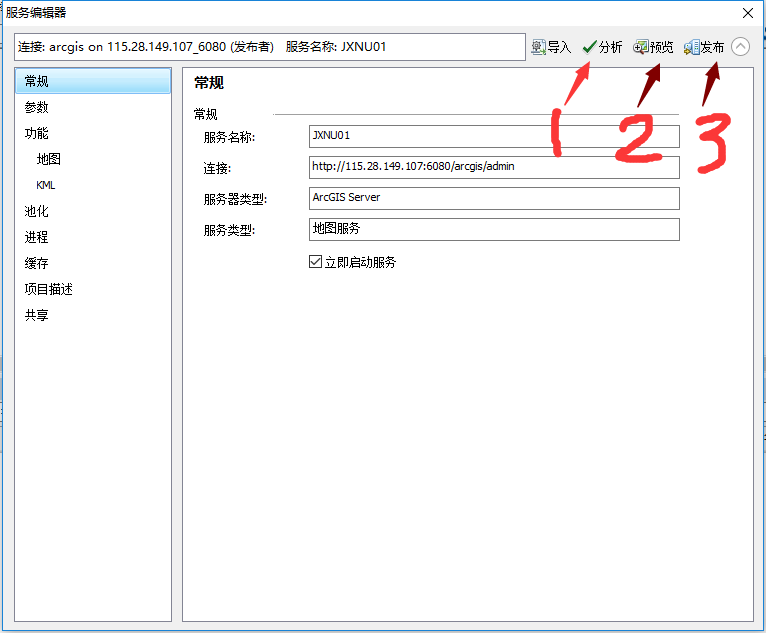 服务编辑器
连接: arcgis on 115.28.149.107_6080 (发布者) 服务名称: JXNU01
导入 分析 预览 发布
常规
参数
功能
地图
KML
池化
进程
缓存
项目描述
共享
常规
常规
服务名称: JXNU01
连接: http://115.28.149.107:6080/arcgis/admin
服务器类型: ArcGIS Server
服务类型: 地图服务
立即启动服务
1 2 3